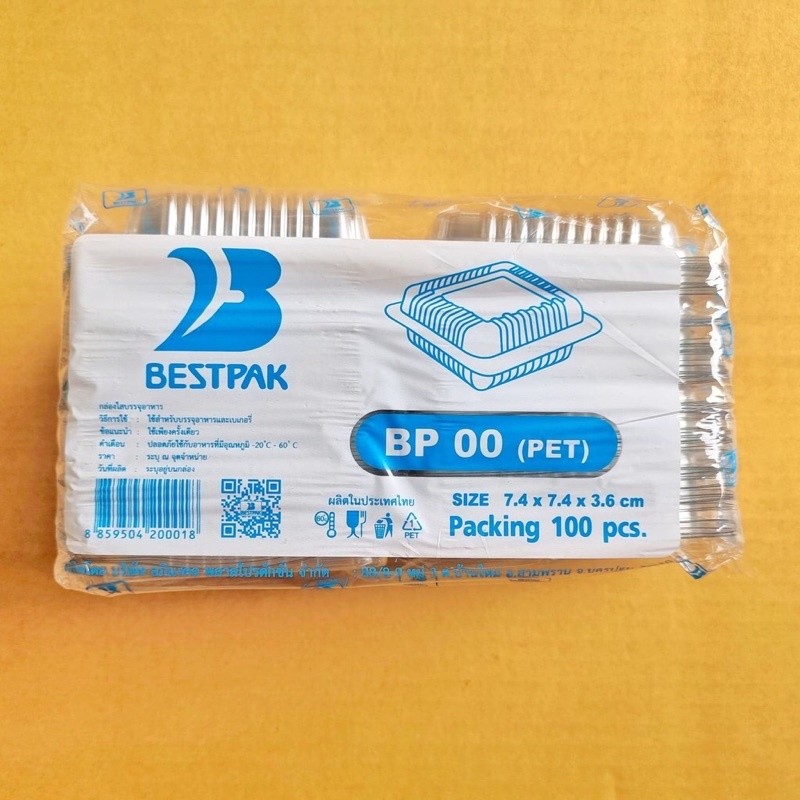 BESTPAK
กล่องใสบรรจุอาหาร
วิธีการใช้ : ใช้สำหรับบรรจุอาหารและเบเกอรี่
ข้อแนะนำ : ใช้เพียงครั้งเดียว
คำเตือน : ปลอดภัยใช้กับอาหารที่มีอุณหภูมิ -20°C - 60°C
ราคา : ระบุ ณ จุดจำหน่าย
วันที่ผลิต : ระบุอยู่บนกล่อง
8 859504 200018
BP 00 (PET)
ผลิตในประเทศไทย
SIZE 7.4 x 7.4 x 3.6 cm
Packing 100 pcs.
1
PET